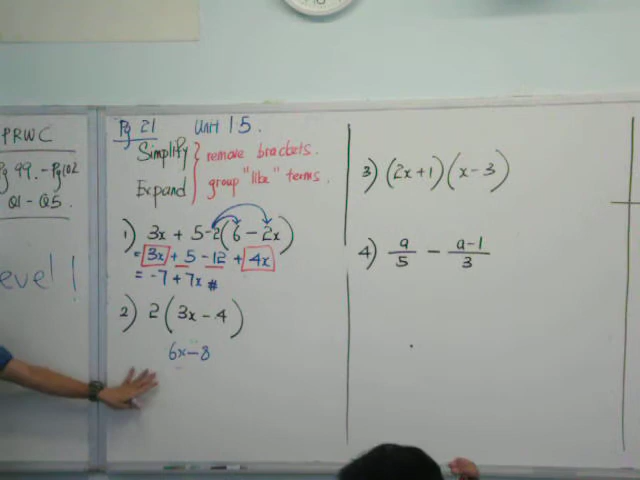 PRWC
Pg 99.-Pg102
Q1-Q5.
evel !
Pg 21 Unit 15.
Simplify } remove brackets.
Expand } group "like" terms.
1) 3x + 5-2(6-2x)
= 3x + 5 - 12 + 4x
= -7 + 7x #
2) 2(3x-4)
6x-8
3) (2x+1)(x-3)
4) a/5 - a-1/3